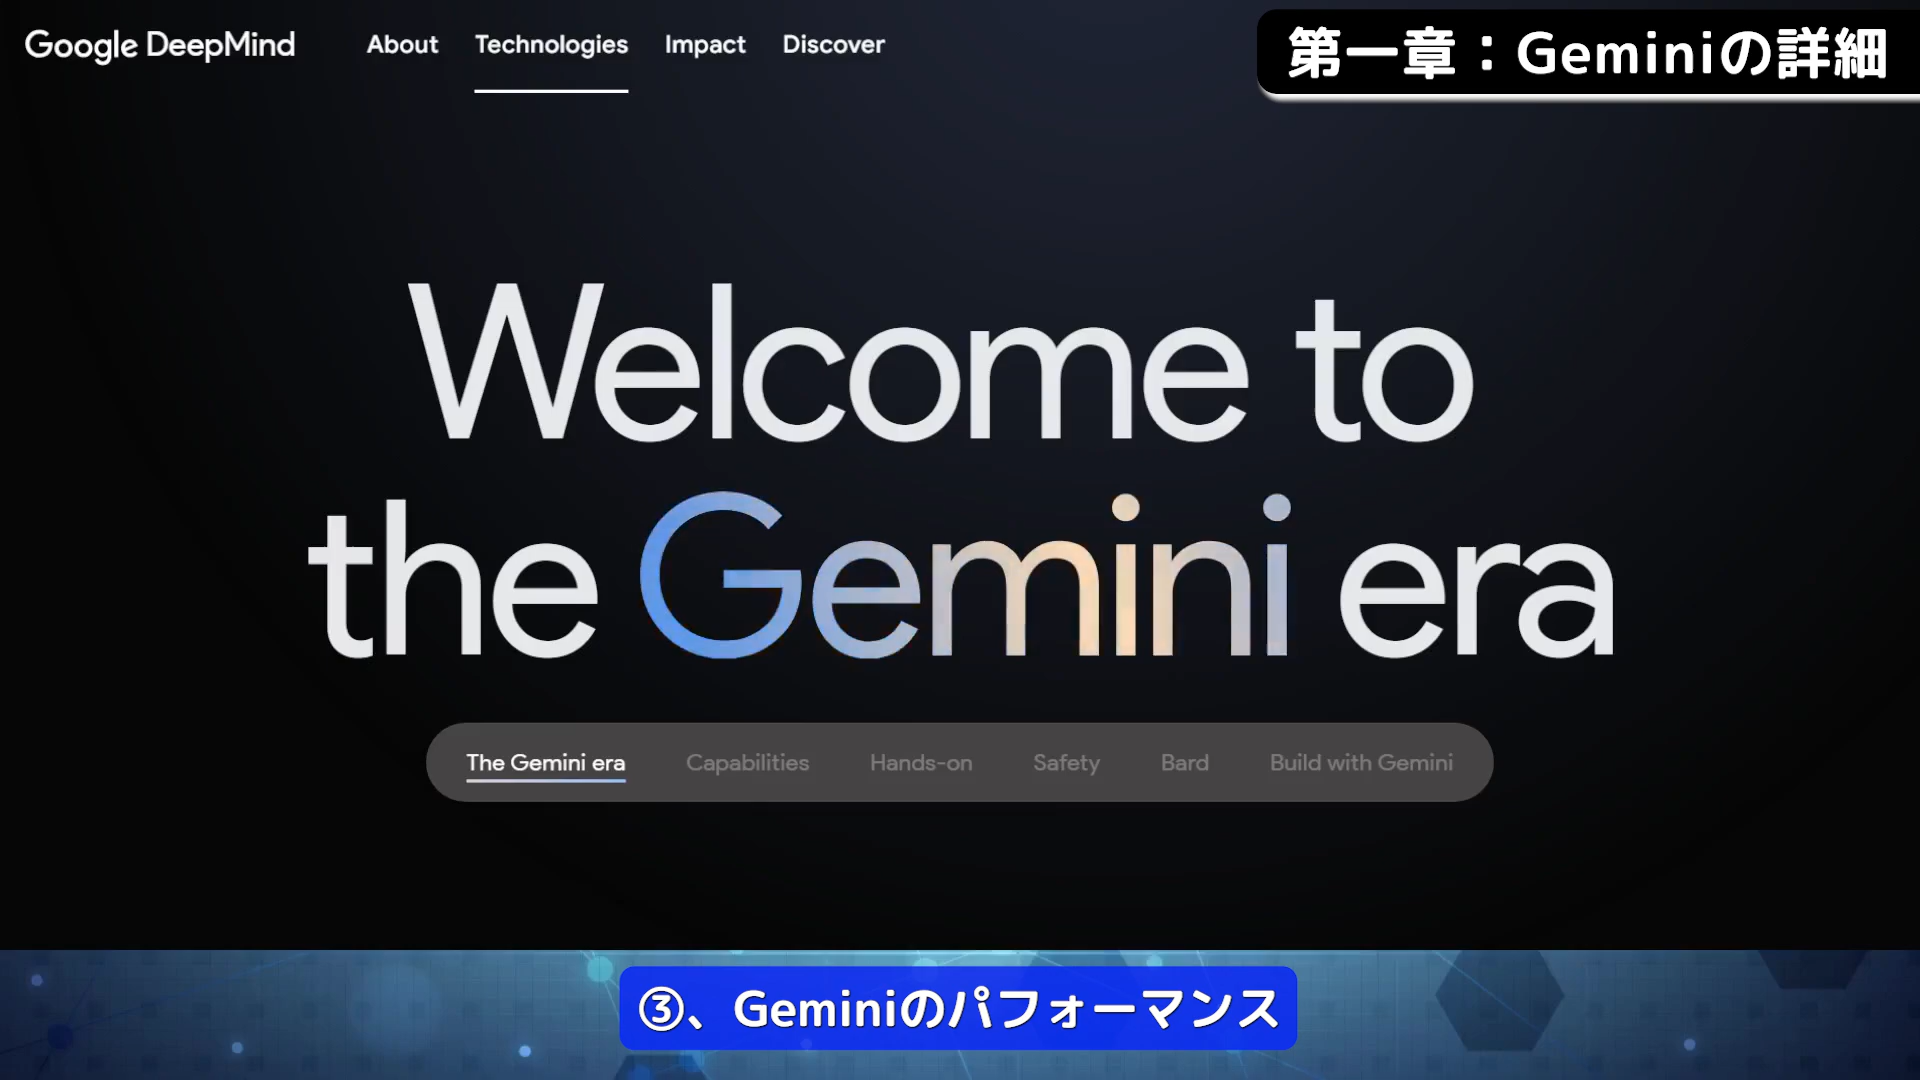 Google DeepMind About Technologies Impact Discover
第一章：Geminiの詳細
Welcome to
the Gemini era
The Gemini era Capabilities Hands-on Safety Bard Build with Gemini
③、Geminiのパフォーマンス